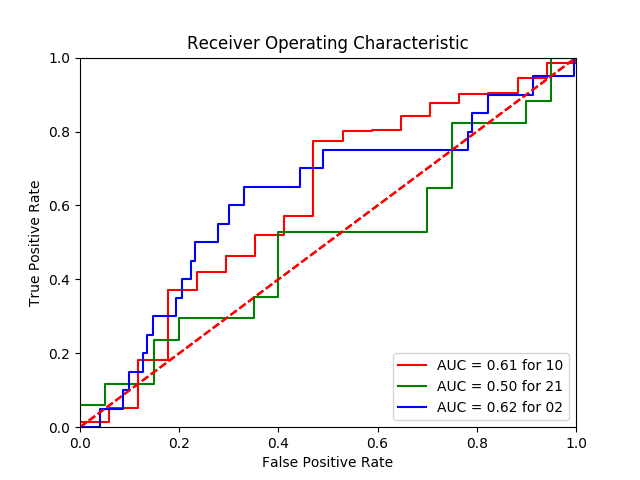 Receiver Operating Characteristic
1.0
0.8
0.6
0.4
0.2
0.0
True Positive Rate
AUC = 0.61 for 10
AUC = 0.50 for 21
AUC = 0.62 for 02
0.0 0.2 0.4 0.6 0.8 1.0
False Positive Rate